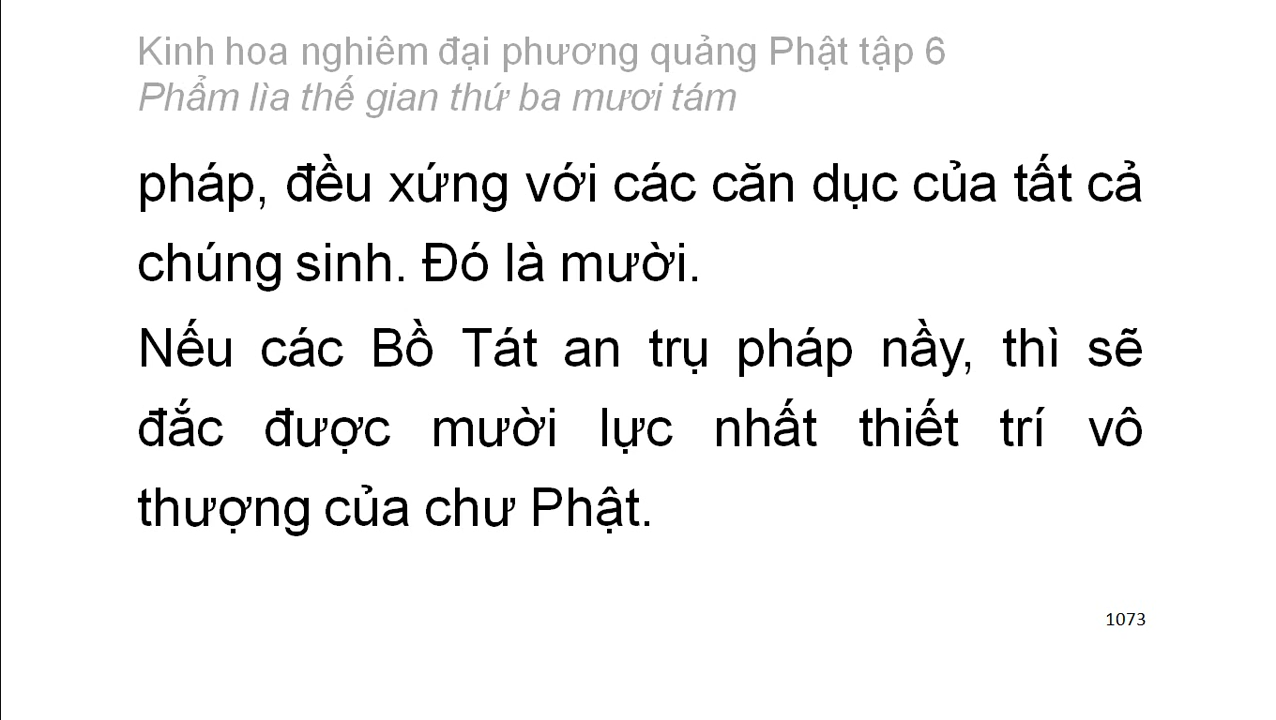 Kinh hoa nghiêm đại phương quảng Phật tập 6
Phẩm lìa thế gian thứ ba mươi tám
pháp, đều xứng với các căn dục của tất cả
chúng sinh. Đó là mười.
Nếu các Bồ Tát an trụ pháp nầy, thì sẽ
đắc được mười lực nhất thiết trí vô
thượng của chư Phật.
1073